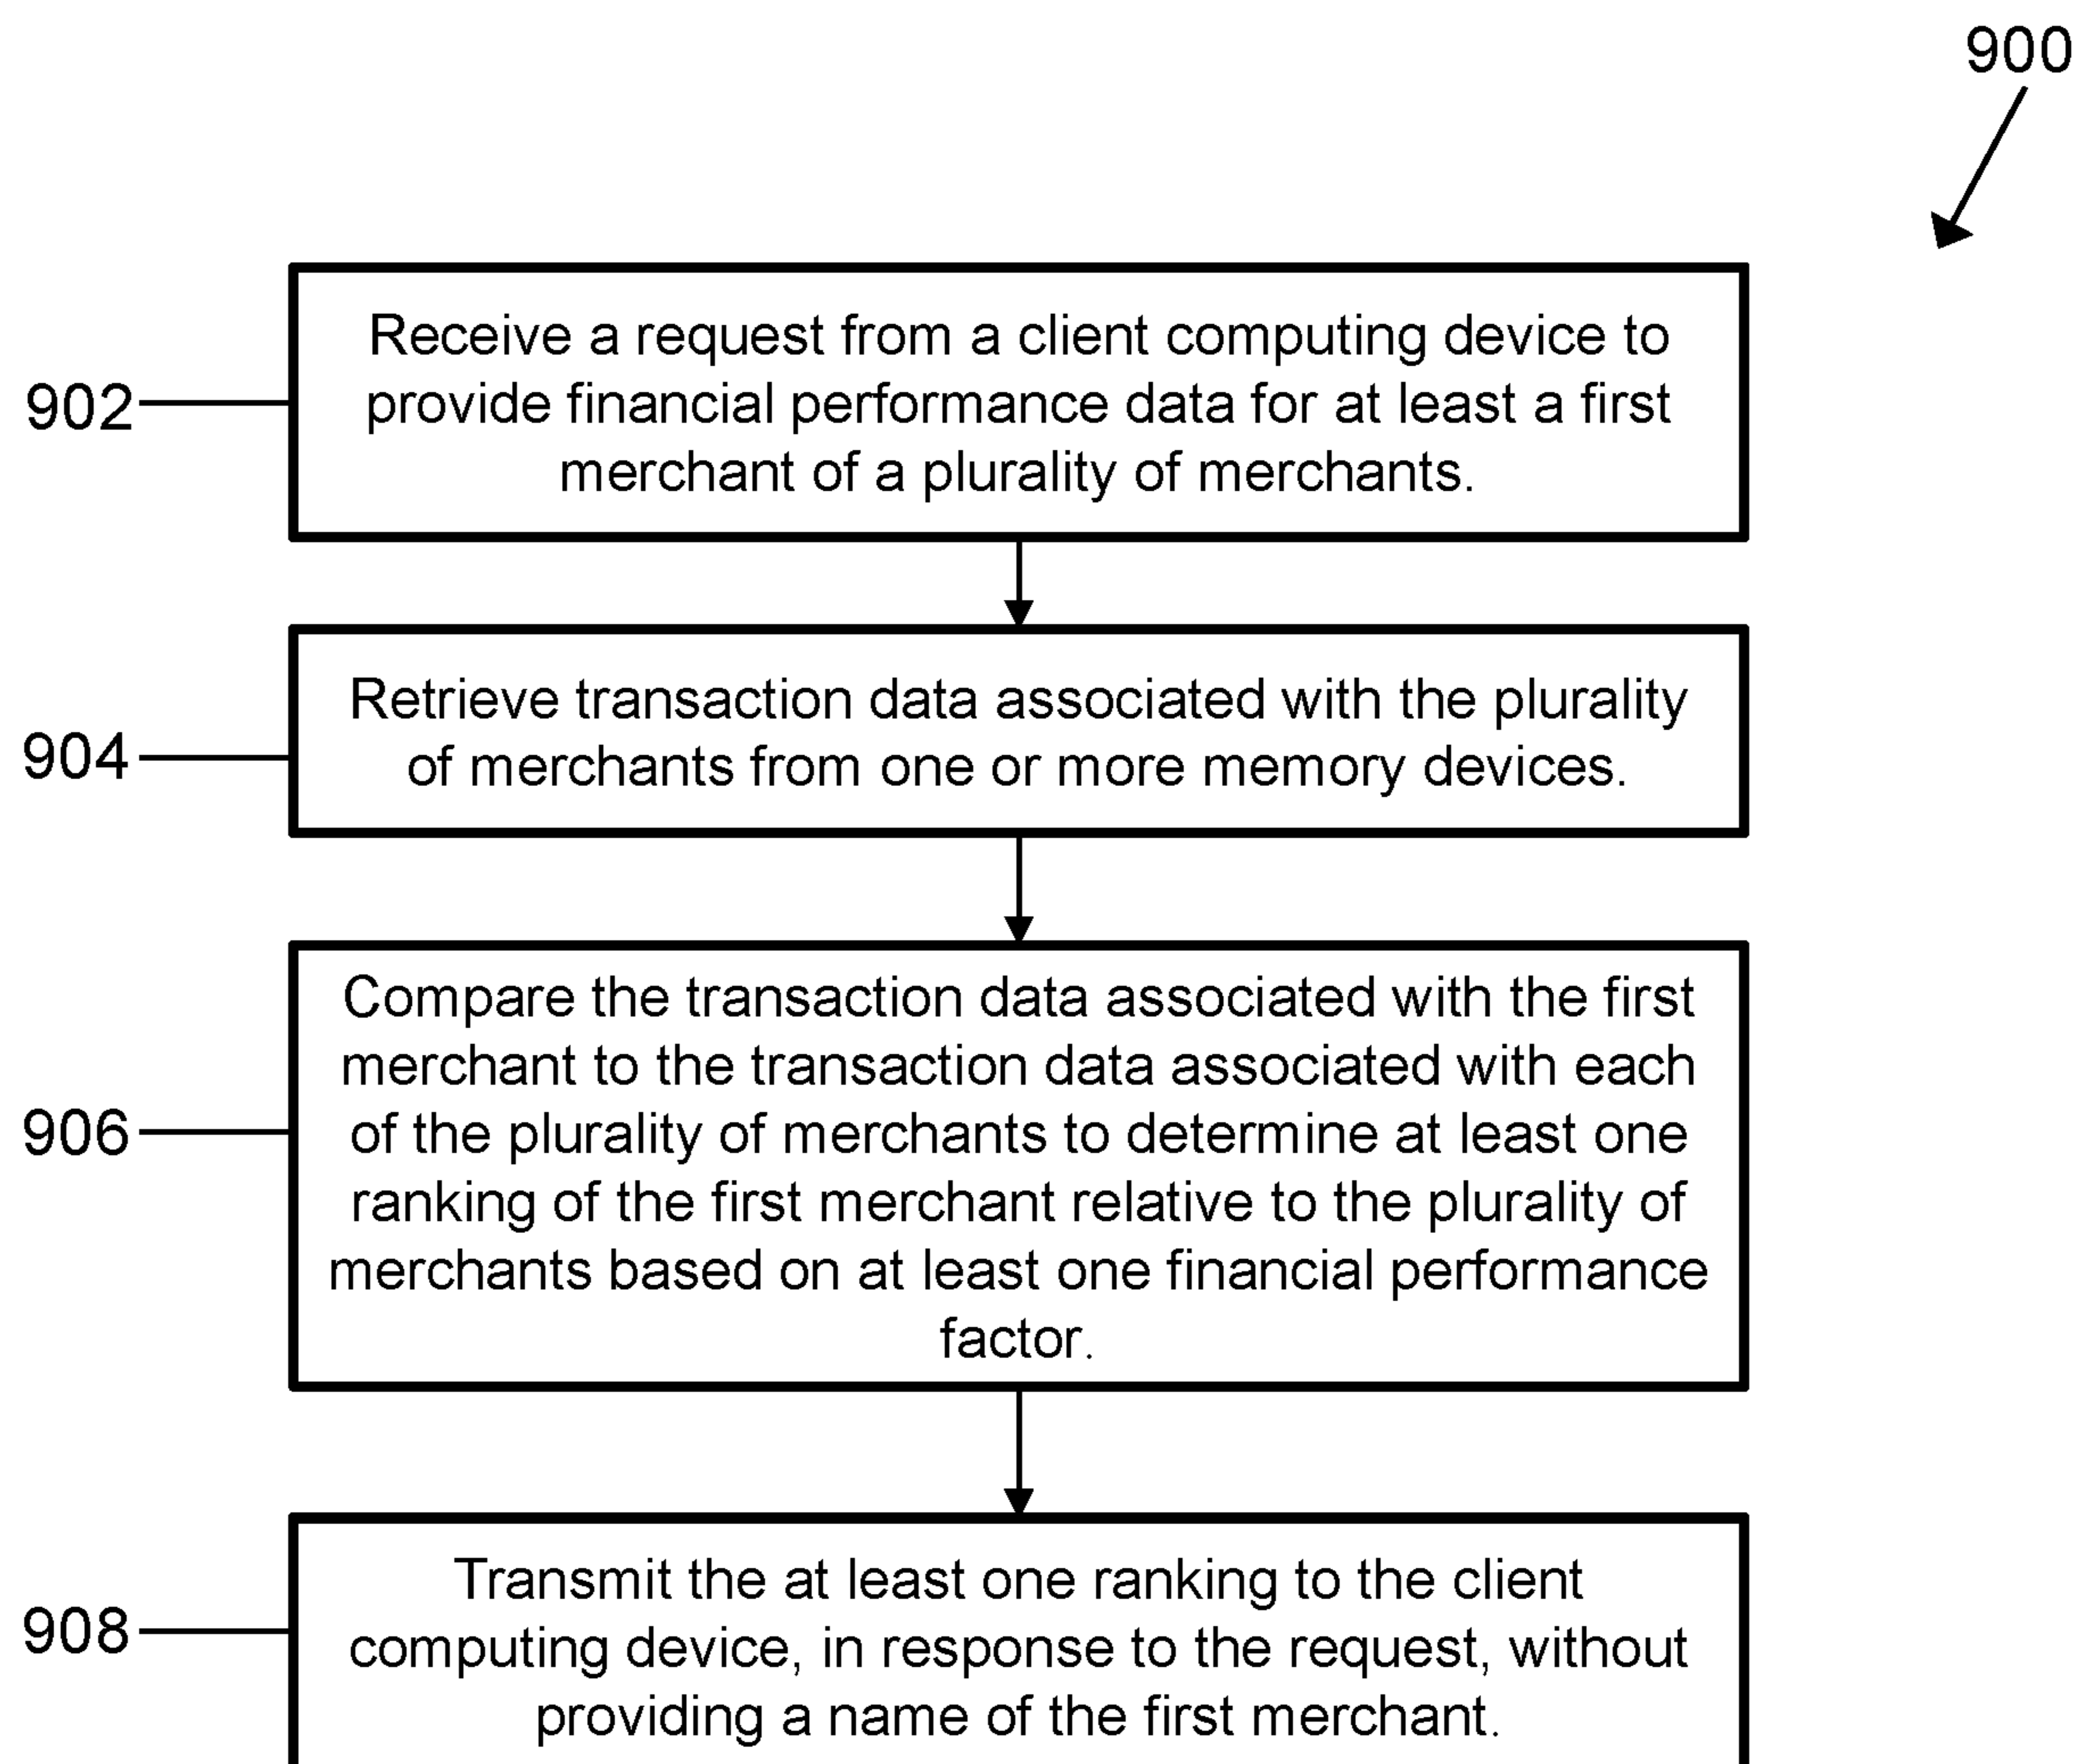 900
902
Receive a request from a client computing device to
provide financial performance data for at least a first
merchant of a plurality of merchants.
904
Retrieve transaction data associated with the plurality
of merchants from one or more memory devices.
906
Compare the transaction data associated with the first
merchant to the transaction data associated with each
of the plurality of merchants to determine at least one
ranking of the first merchant relative to the plurality of
merchants based on at least one financial performance
factor.
908
Transmit the at least one ranking to the client
computing device, in response to the request, without
providing a name of the first merchant.